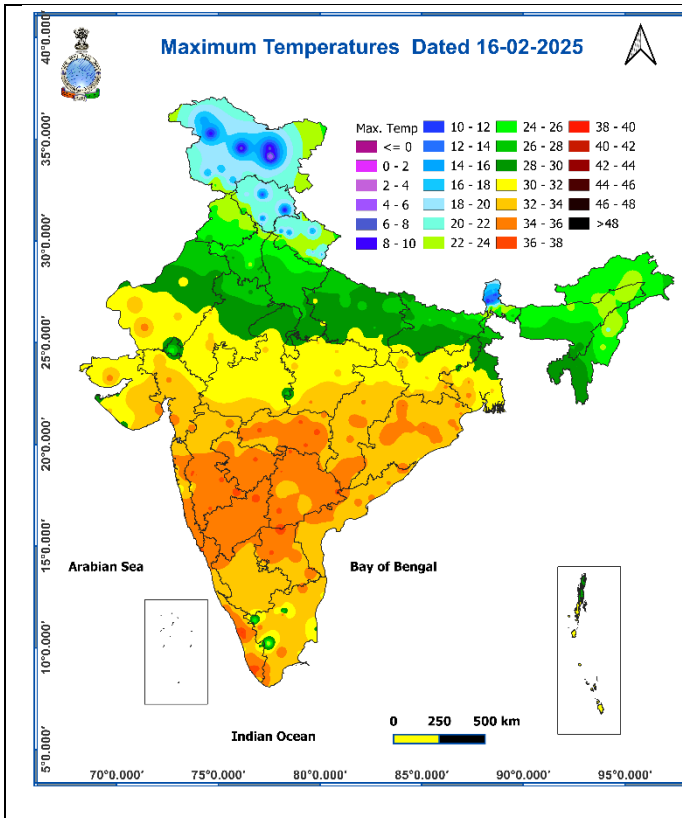 Maximum Temperatures Dated 16-02-2025
Max. Temp
<= 0
0 - 2
2 - 4
4 - 6
6 - 8
8 - 10
10 - 12
12 - 14
14 - 16
16 - 18
18 - 20
20 - 22
22 - 24
24 - 26
26 - 28
28 - 30
30 - 32
32 - 34
34 - 36
36 - 38
38 - 40
40 - 42
42 - 44
44 - 46
46 - 48
>48
40°0.000'
35°0.000'
30°0.000'
25°0.000'
20°0.000'
15°0.000'
10°0.000'
5°0.000'
Arabian Sea
Bay of Bengal
Indian Ocean
0 250 500 km
70°0.000' 75°0.000' 80°0.000' 85°0.000' 90°0.000' 95°0.000'